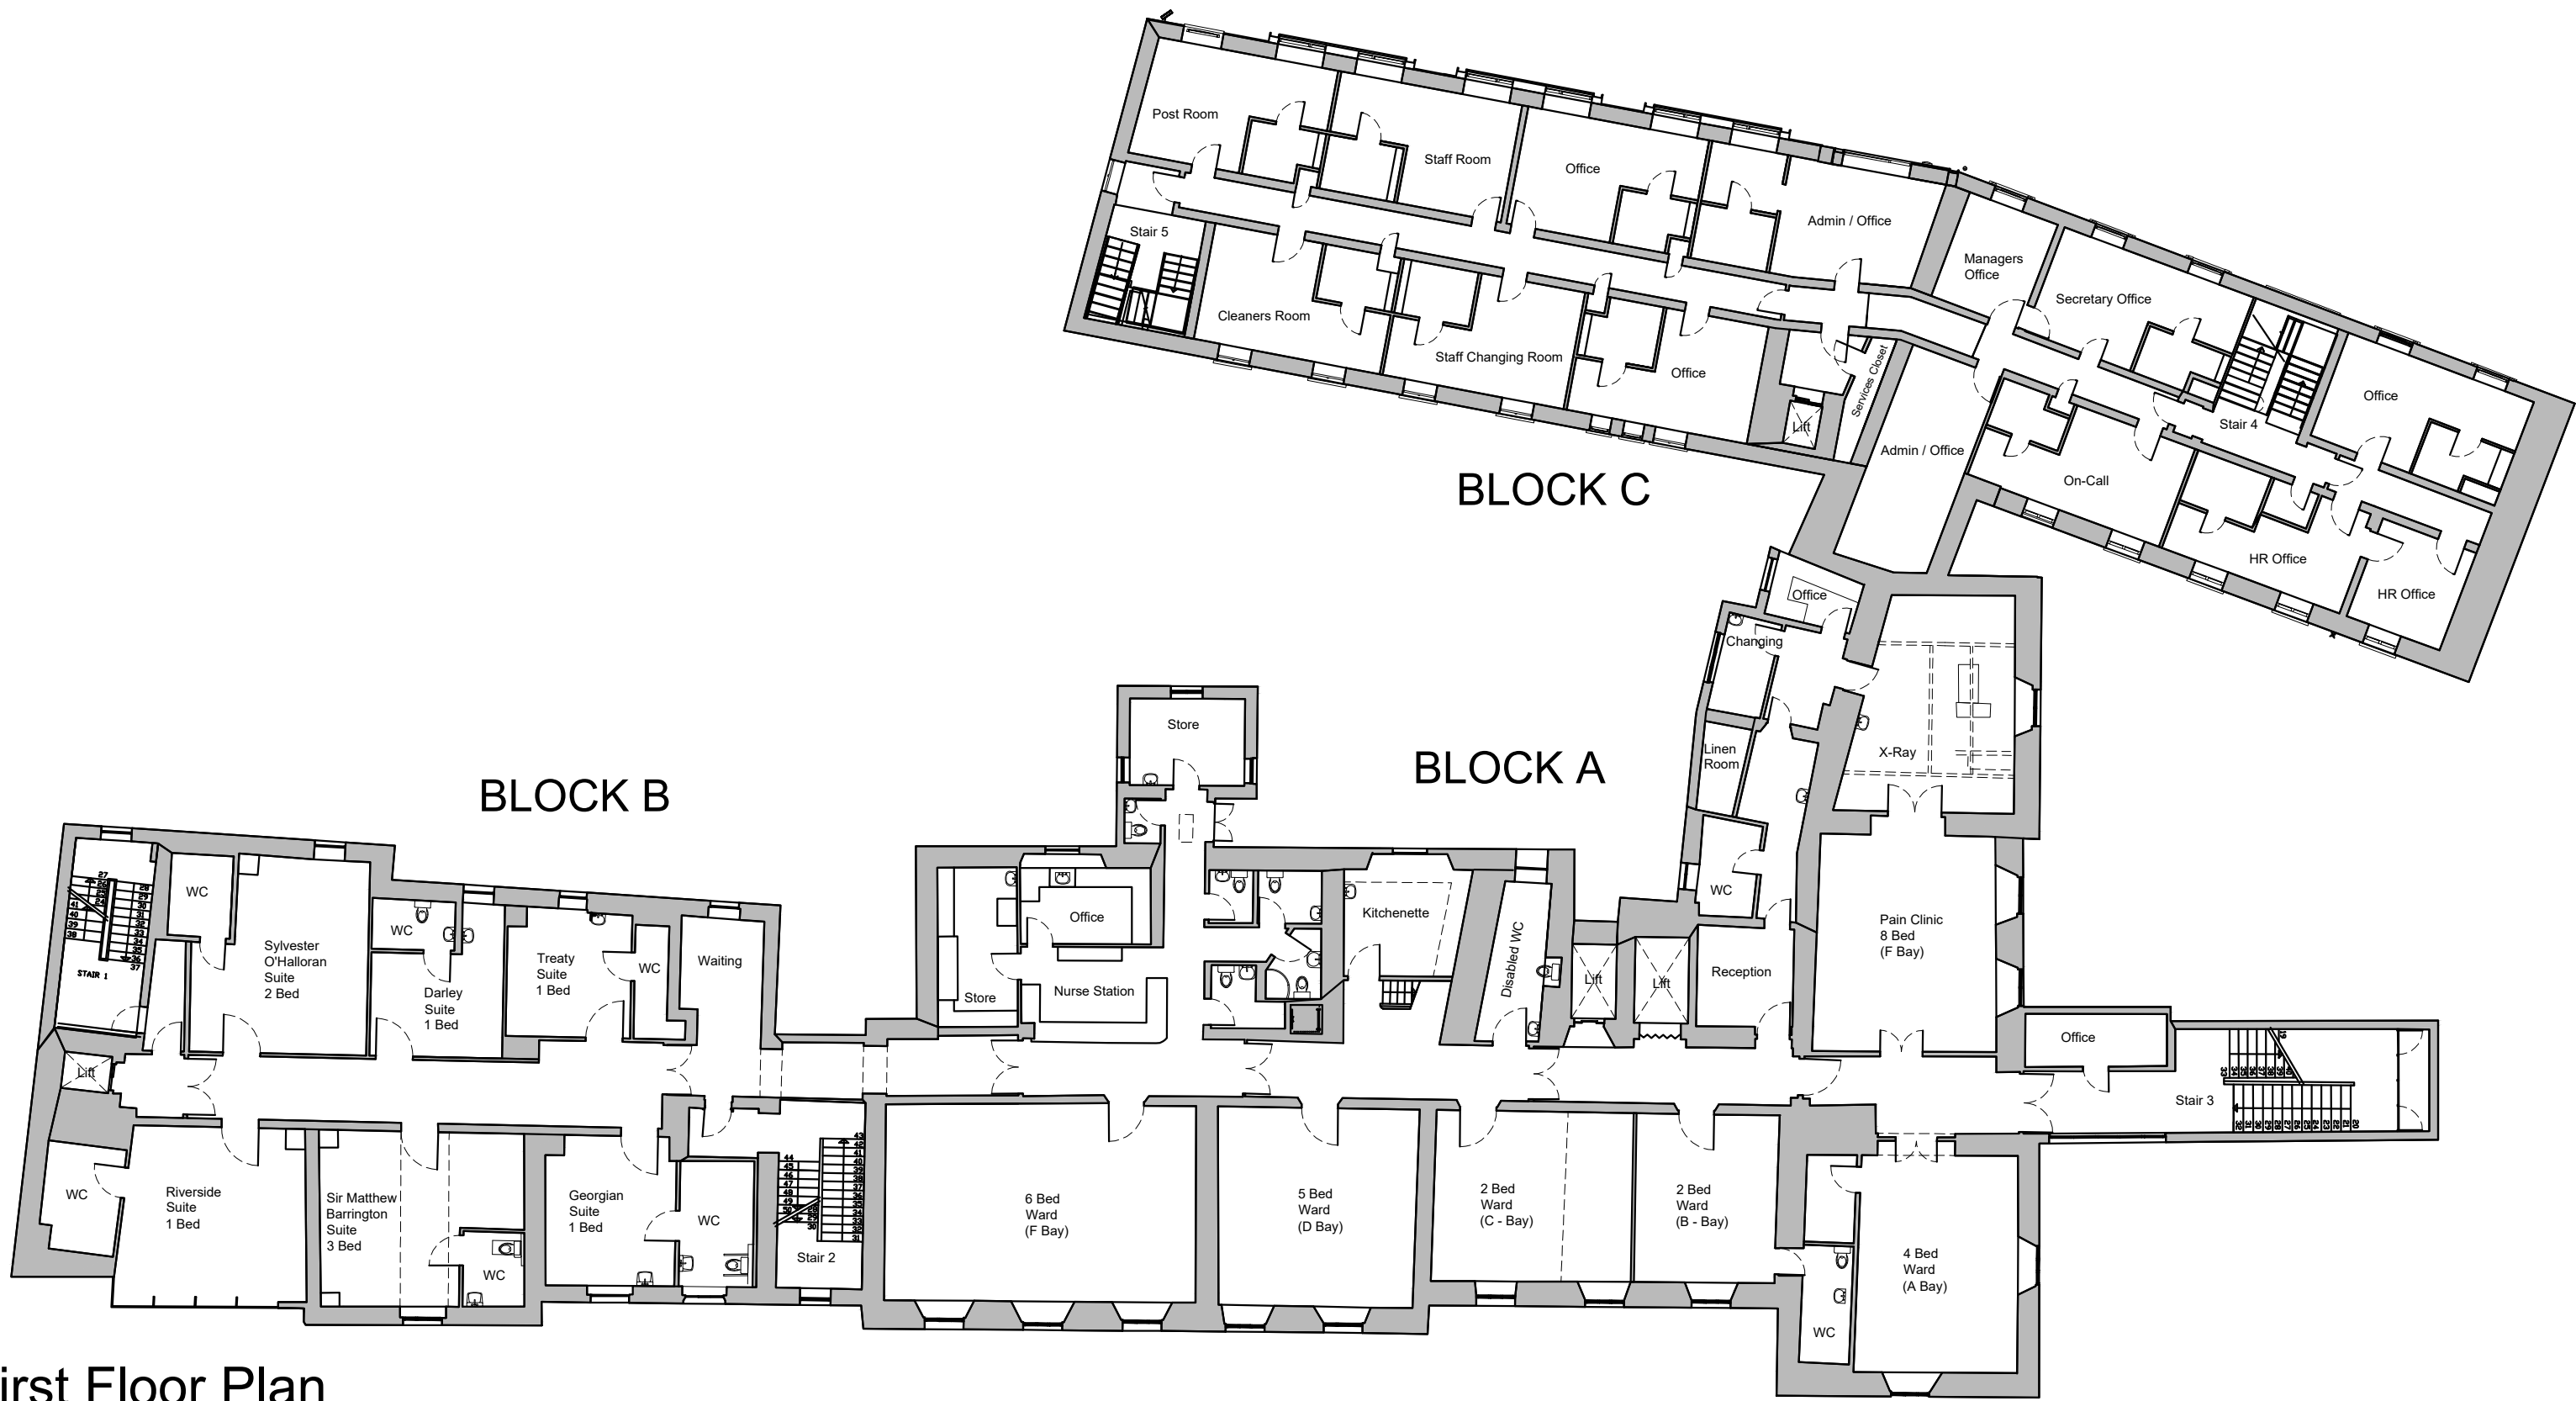 Post Room
Staff Room
Office
Admin / Office
Stair 5
Managers
Office
Secretary Office
Cleaners Room
Staff Changing Room
Office
Services Closet
Lift
Office
Stair 4
Admin / Office
On-Call
HR Office
HR Office
BLOCK C
Office
Changing
Linen
Room
X-Ray
WC
Store
BLOCK A
BLOCK B
WC
Sylvester
O'Halloran
Suite
2 Bed
STAIR 1
WC
Darley
Suite
1 Bed
Treaty
Suite
1 Bed
WC
Waiting
Office
Store
Nurse Station
Kitchenette
Disabled WC
Lift
Lift
Reception
Pain Clinic
8 Bed
(F Bay)
Office
Stair 3
Lift
WC
Riverside
Suite
1 Bed
Sir Matthew
Barrington
Suite
3 Bed
WC
Georgian
Suite
1 Bed
WC
Stair 2
6 Bed
Ward
(F Bay)
5 Bed
Ward
(D Bay)
2 Bed
Ward
(C - Bay)
2 Bed
Ward
(B - Bay)
4 Bed
Ward
(A Bay)
WC
irst Floor Plan